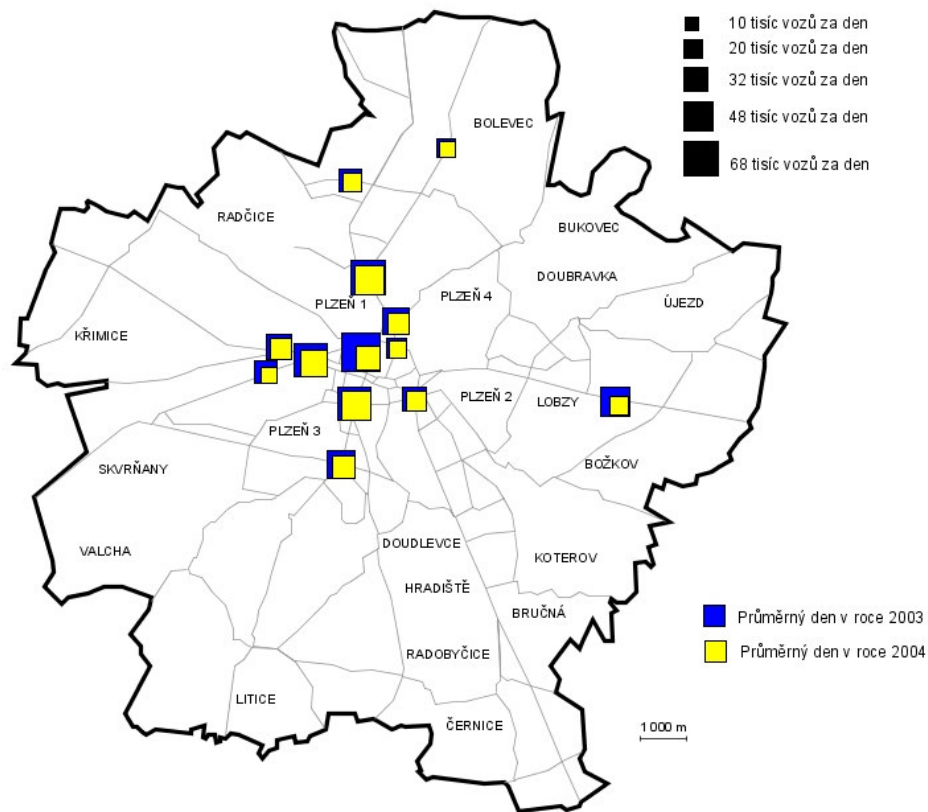 10 tisíc vozů za den
20 tisíc vozů za den
32 tisíc vozů za den
48 tisíc vozů za den
68 tisíc vozů za den
BOLEVEC
RADČICE
BUKOVEC
DOUBRAVKA
PLZEŇ 4
PLZEŇ 1
ÚJEZD
KŘIMICE
PLZEŇ 2
LOBZY
PLZEŇ 3
SKVRŇANY
BOŽKOV
VALCHA
DOUDLEVCE
KOTEROV
HRADIŠTĚ
BRUČNÁ
Průměrný den v roce 2003
Průměrný den v roce 2004
RADOBYČICE
LITICE
ČERNICE
1 000 m